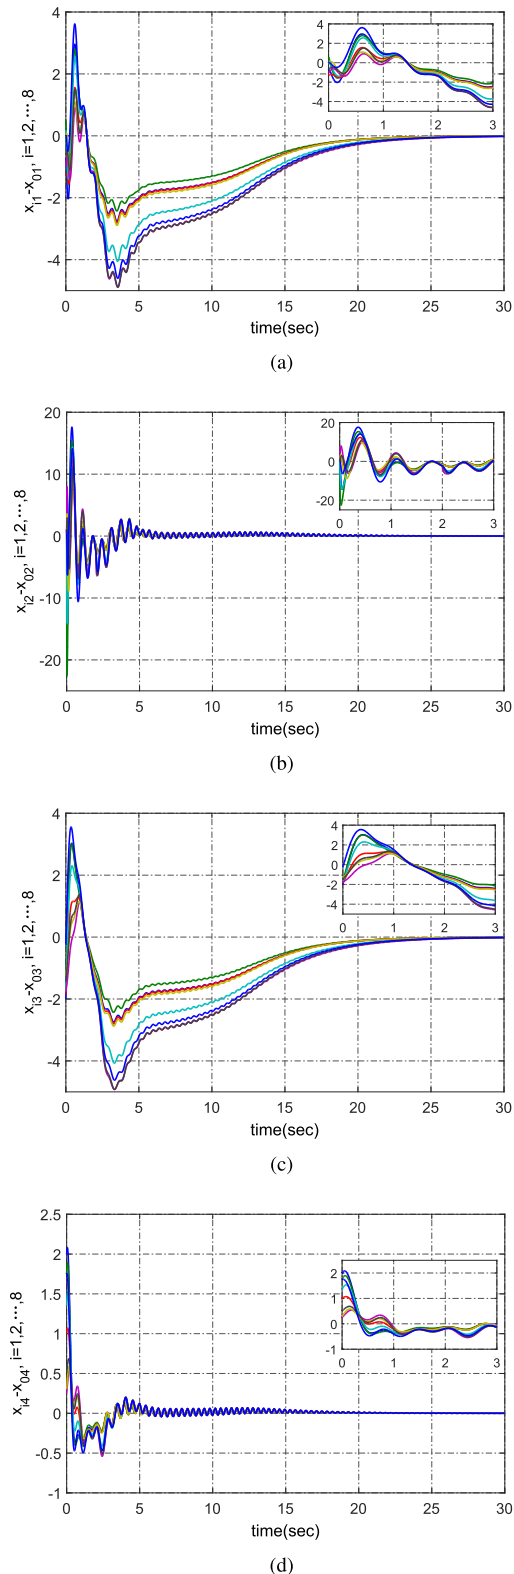 4
2
0
-2
-4
x_{i1}-x_{01}, i=1,2,···,8
4
2
0
-2
-4
0 1 2 3
0 5 10 15 20 25 30
time(sec)
(a)
20
10
0
-10
-20
x_{i2}-x_{02}, i=1,2,···,8
20
0
-20
0 1 2 3
0 5 10 15 20 25 30
time(sec)
(b)
4
2
0
-2
-4
x_{i3}-x_{03}, i=1,2,···,8
4
2
0
-2
-4
0 1 2 3
0 5 10 15 20 25 30
time(sec)
(c)
2.5
2
1.5
1
0.5
0
-0.5
-1
x_{i4}-x_{04}, i=1,2,···,8
2
1
0
-1
0 1 2 3
0 5 10 15 20 25 30
time(sec)
(d)